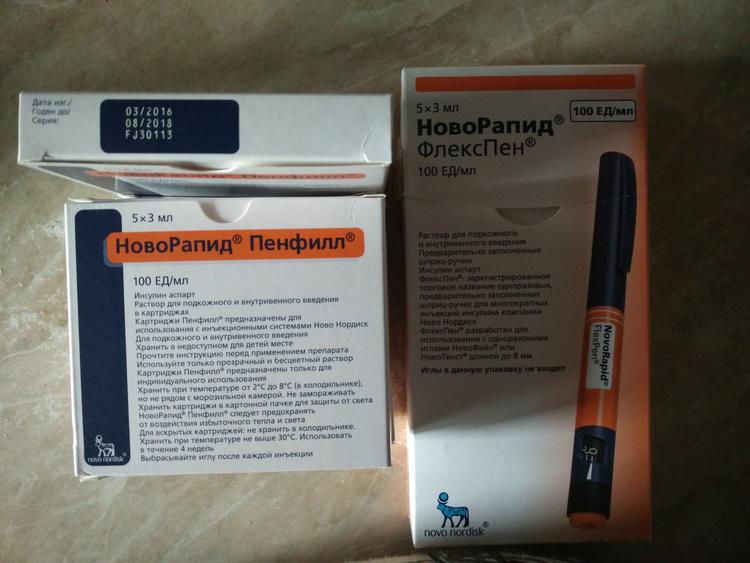 Дата изг./
Годен до/
Серия:
03/2016
08/2018
FJ30113
5×3 мл
НовоРапид® Пенфилл®
100 ЕД/мл
Инсулин аспарт
Раствор для подкожного и внутривенного введения
в картриджах
Картриджи Пенфилл® предназначены для
использования с инъекционными системами Ново Нордиск
Для подкожного и внутривенного введения
Хранить в недоступном для детей месте
Прочтите инструкцию перед применением препарата
Используйте только прозрачный и бесцветный раствор
Картриджи Пенфилл® предназначены только для
индивидуального использования
Хранить при температуре от 2°C до 8°C (в холодильнике),
но не рядом с морозильной камерой. Не замораживать
Хранить картриджи в картонной пачке для защиты от света
НовоРапид® Пенфилл® следует предохранять
от воздействия избыточного тепла и света
Для вскрытых картриджей: не хранить в холодильнике.
Хранить при температуре не выше 30°C. Использовать
в течение 4 недель
Выбрасывайте иглу после каждой инъекции
novo nordisk®
5×3 мл
100 ЕД/мл
НовоРапид®
ФлексПен®
100 ЕД/мл
Раствор для подкожного
и внутривенного введения
Предварительно заполненные
шприц-ручки
Инсулин аспарт
ФлексПен®- зарегистрированное
торговое название одноразовых,
предварительно заполненных
шприц-ручек для многократных
инъекций инсулина компании
Ново Нордиск
ФлексПен® разработан для
использования с одноразовыми
иглами НовоФайн® или
НовоТвист® длиной до 8 мм
Иглы в данную упаковку не входят
NovoRapid®
FlexPen®
novo nordisk®